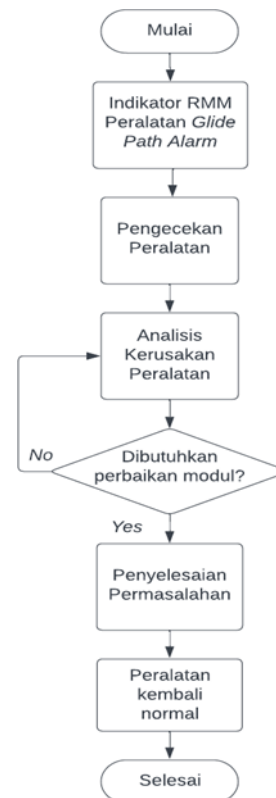 Mulai
Indikator RMM
Peralatan Glide
Path Alarm
Pengecekan
Peralatan
Analisis
Kerusakan
Peralatan
Dibutuhkan
perbaikan modul?
No
Yes
Penyelesaian
Permasalahan
Peralatan
kembali
normal
Selesai